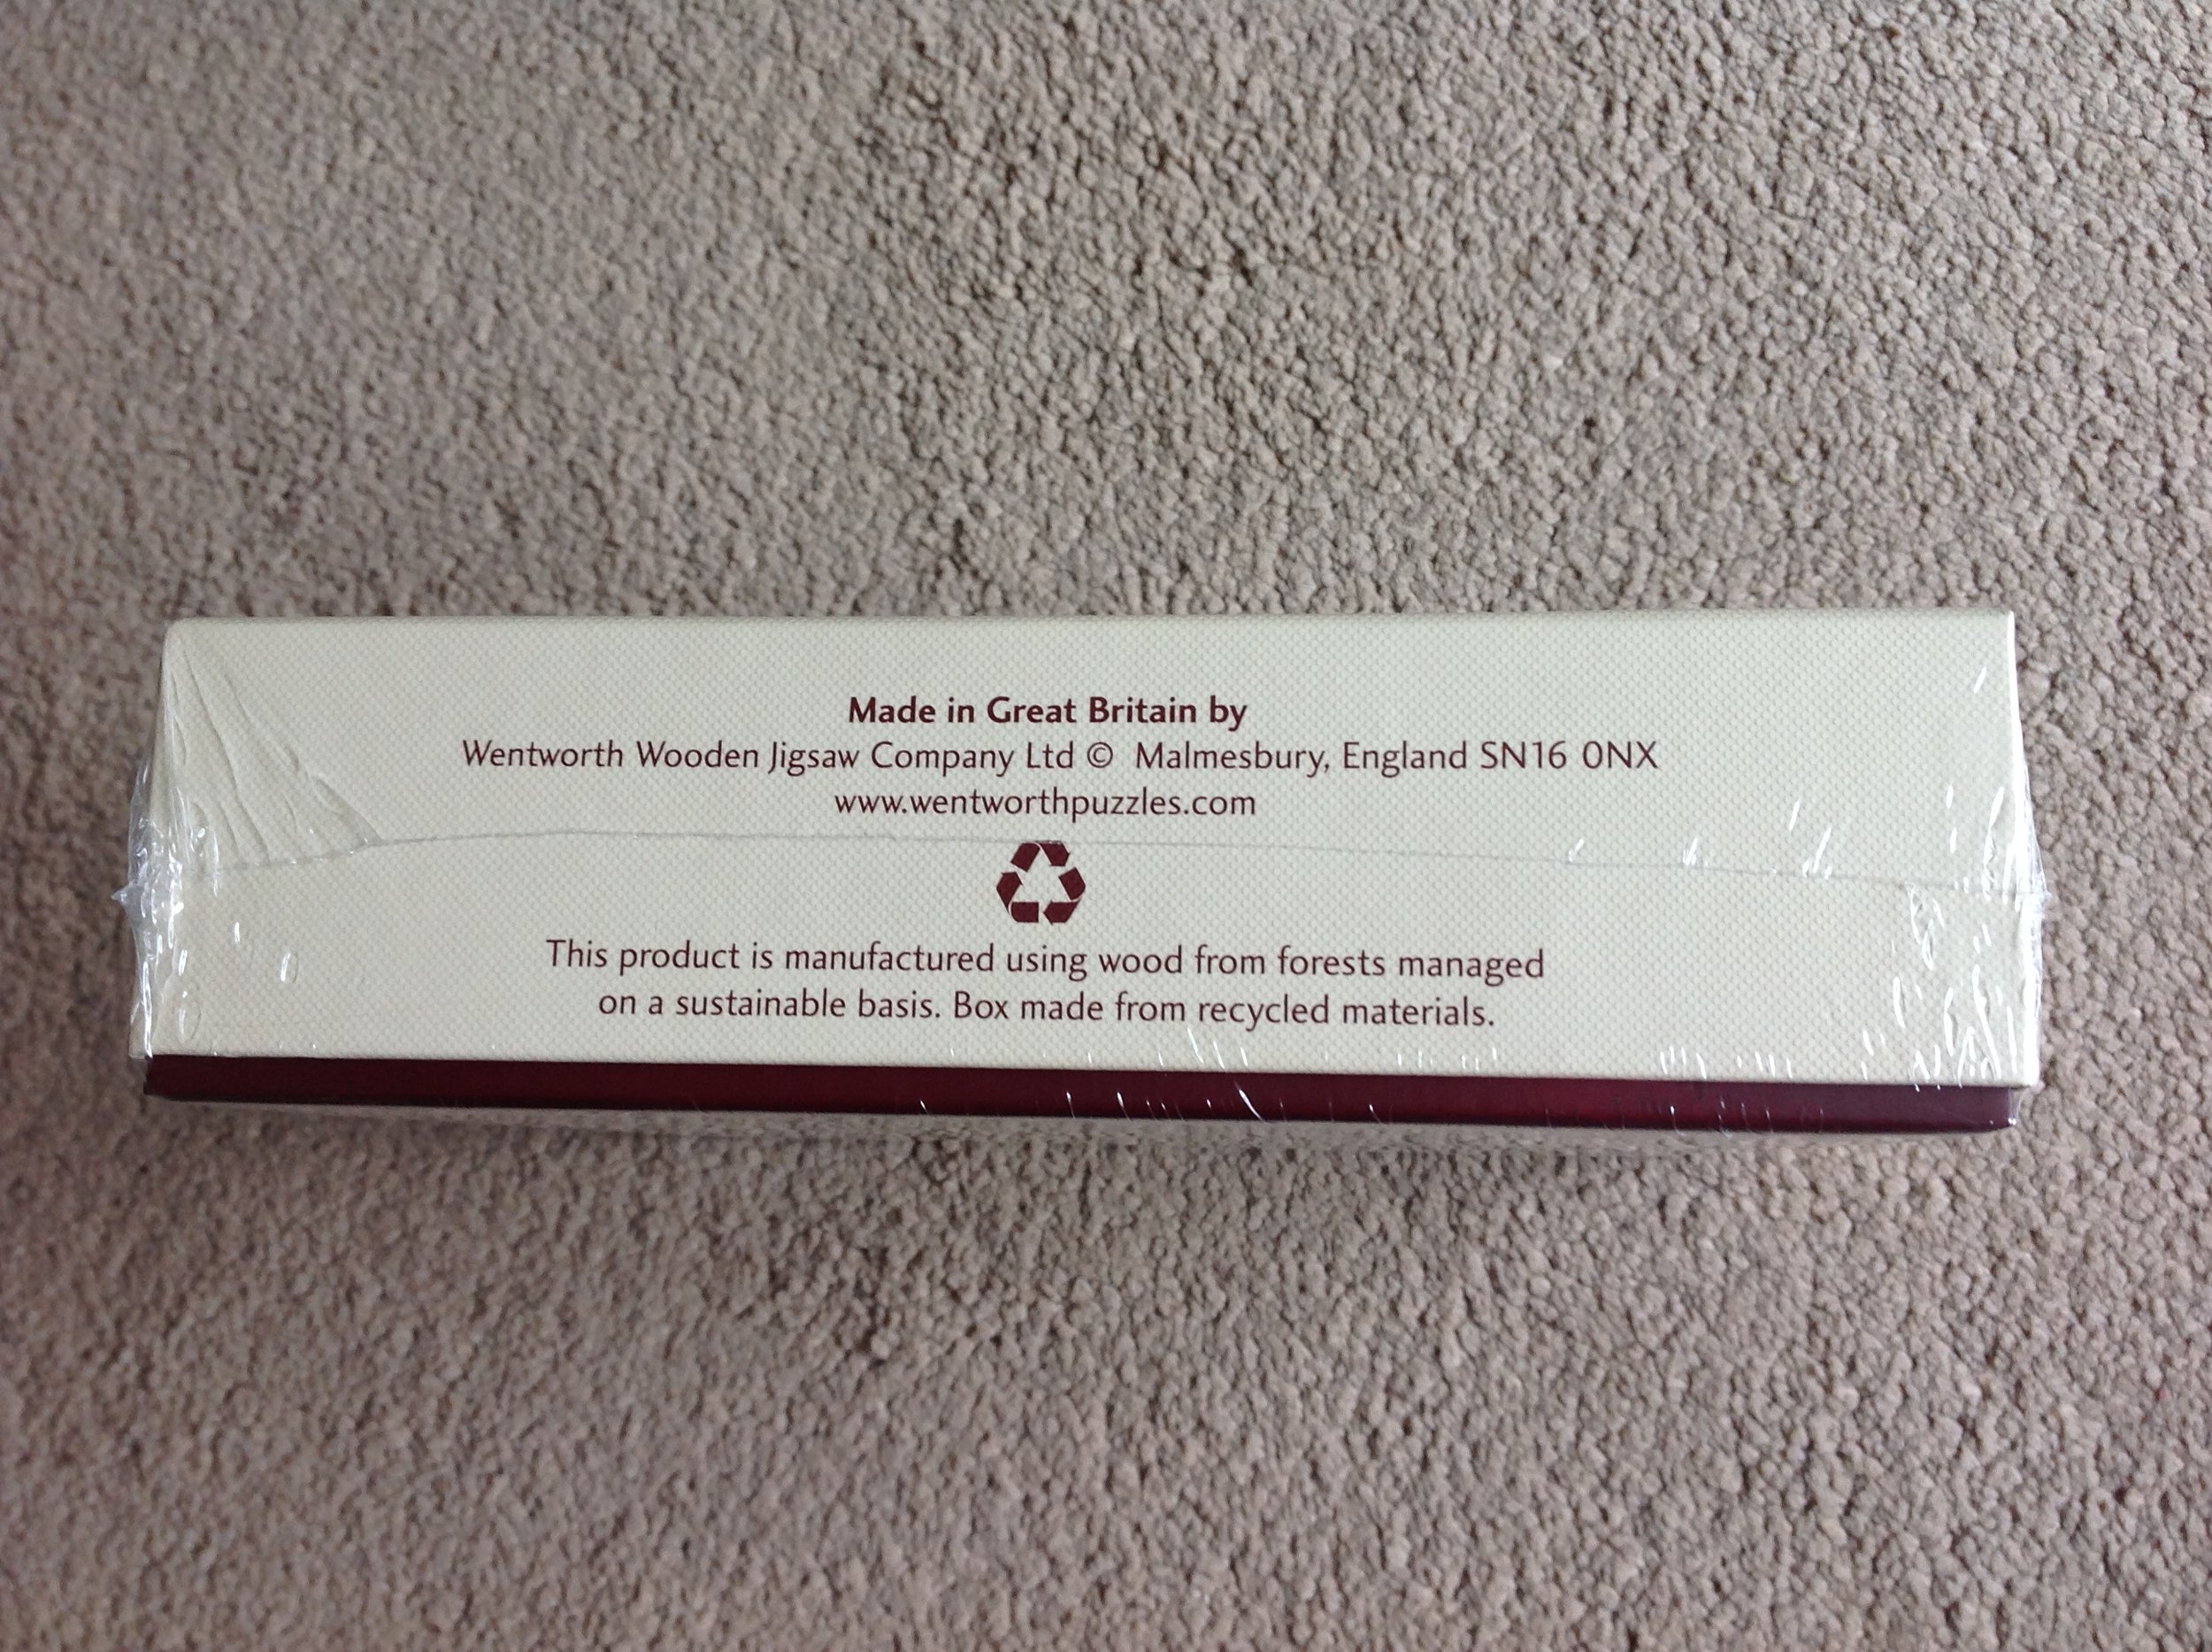 Made in Great Britain by
Wentworth Wooden Jigsaw Company Ltd © Malmesbury, England SN16 0NX
www.wentworthpuzzles.com
This product is manufactured using wood from forests managed
on a sustainable basis. Box made from recycled materials.